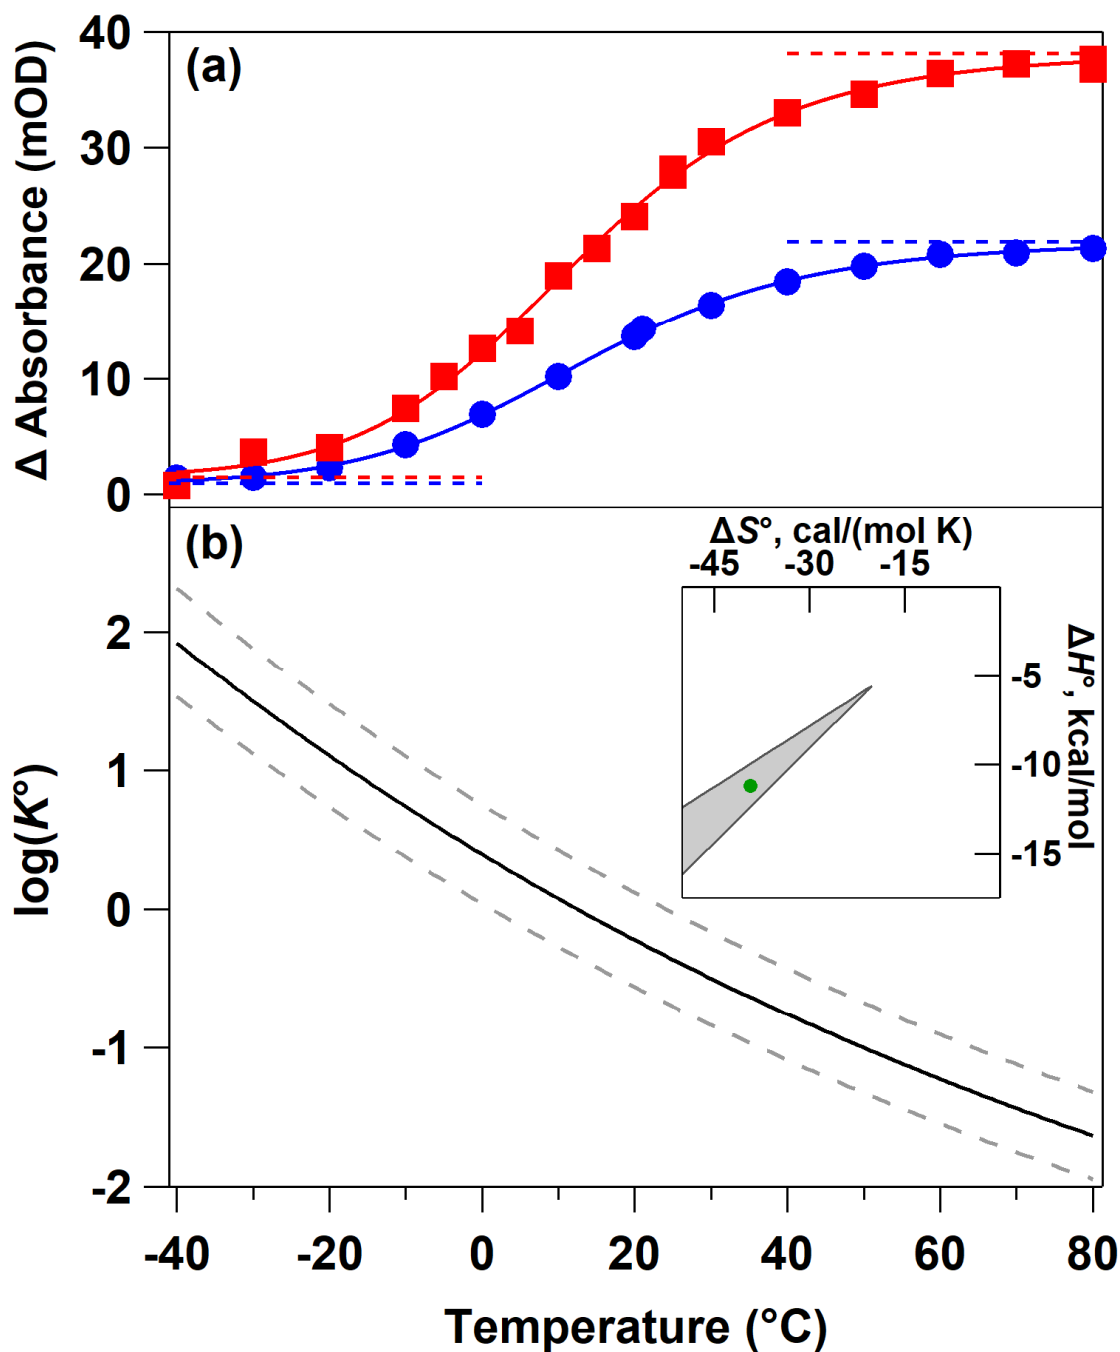 (a)
Δ Absorbance (mOD)
40
30
20
10
0
(b)
log(K°)
2
1
0
-1
-2
ΔS°, cal/(mol K)
-45 -30 -15
ΔH°, kcal/mol
-5
-10
-15
-40 -20 0 20 40 60 80
Temperature (°C)